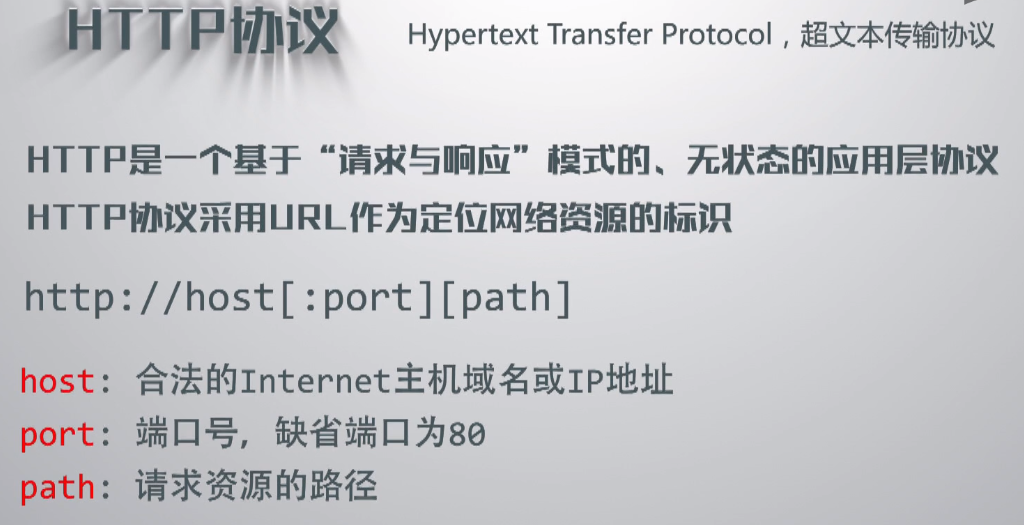 HTTP协议
Hypertext Transfer Protocol，超文本传输协议
HTTP是一个基于“请求与响应”模式的、无状态的应用层协议
HTTP协议采用URL作为定位网络资源的标识
http://host[:port][path]
host: 合法的Internet主机域名或IP地址
port: 端口号, 缺省端口为80
path: 请求资源的路径